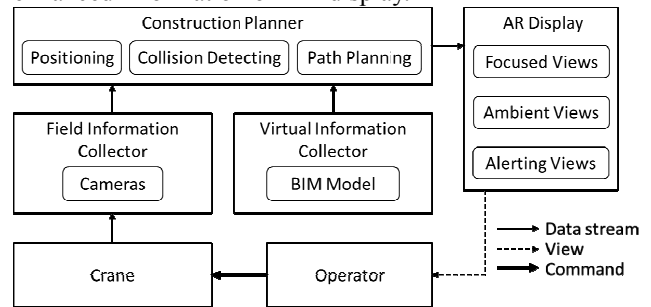 Construction Planner
Positioning
Collision Detecting
Path Planning
AR Display
Focused Views
Ambient Views
Alerting Views
Field Information
Collector
Cameras
Virtual Information
Collector
BIM Model
Crane
Operator
Data stream
View
Command